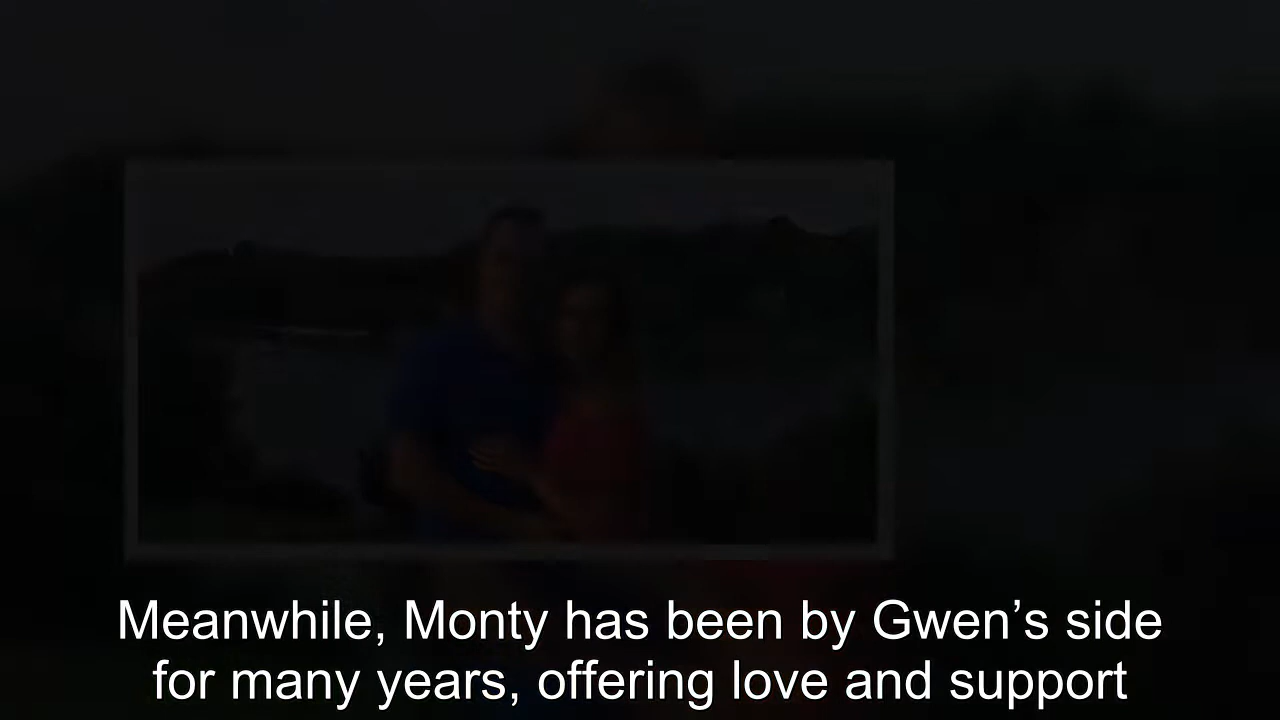 Meanwhile, Monty has been by Gwen’s side
for many years, offering love and support